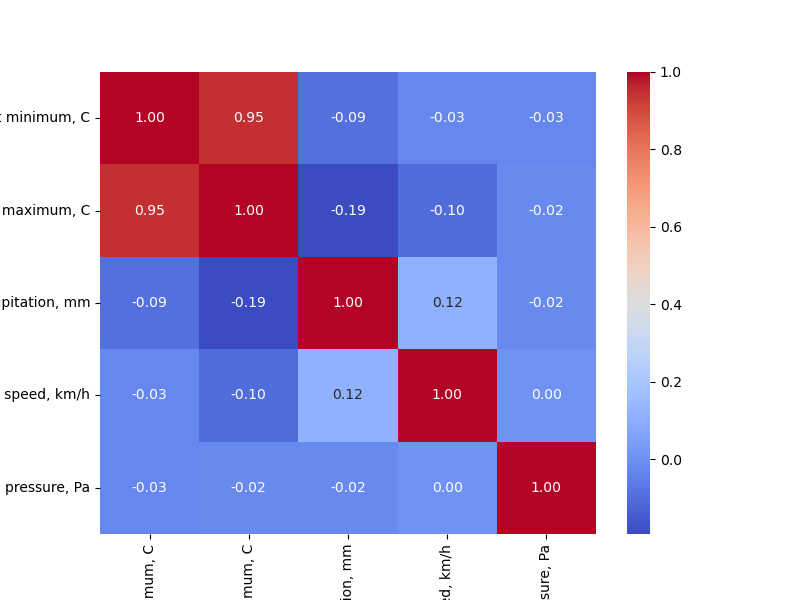 1.0
minimum, C 1.00 0.95 -0.09 -0.03 -0.03
0.8
maximum, C 0.95 1.00 -0.19 -0.10 -0.02
0.6
pitation, mm -0.09 -0.19 1.00 0.12 -0.02
0.4
speed, km/h -0.03 -0.10 0.12 1.00 0.00
0.2
0.0
pressure, Pa -0.03 -0.02 -0.02 0.00 1.00
mum, C
mum, C
ion, mm
ed, km/h
sure, Pa